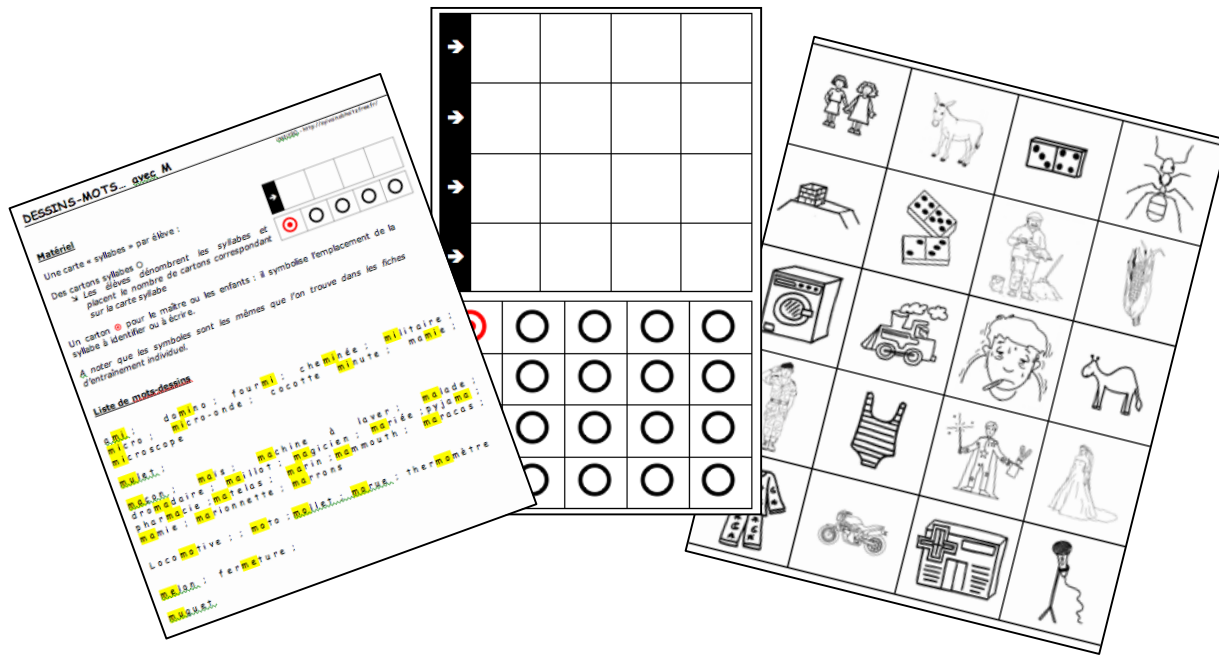 DESSINS-MOTS… avec M
Matériel
Une carte « syllabes » par élève :
Des cartons syllabes O
➘ Les élèves dénombrent les syllabes et
placent le nombre de cartons correspondant
sur la carte syllabe
Un carton ⊙ pour le maître ou les enfants : il symbolise l'emplacement de la
syllabe à identifier ou à écrire.
A noter que les symboles sont les mêmes que l'on trouve dans les fiches
d'entraînement individuel.
Liste de mots-dessins
ami ; domino ; fourmi ; cheminée ; militaire ;
micro ; micro-onde ; cocotte minute ; mamie ;
microscope
mulet ;
maçon ; maïs ; machine à laver ; malade ;
dromadaire ; maillot ; magicien ; mariée ; pyjama ;
pharmacie ; matelas ; marin ; mammouth ; maracas ;
mamie ; marionnette ; marrons
Locomotive ; ; moto ; mollet ; morue ; thermomètre
melon ; fermeture ;
muguet